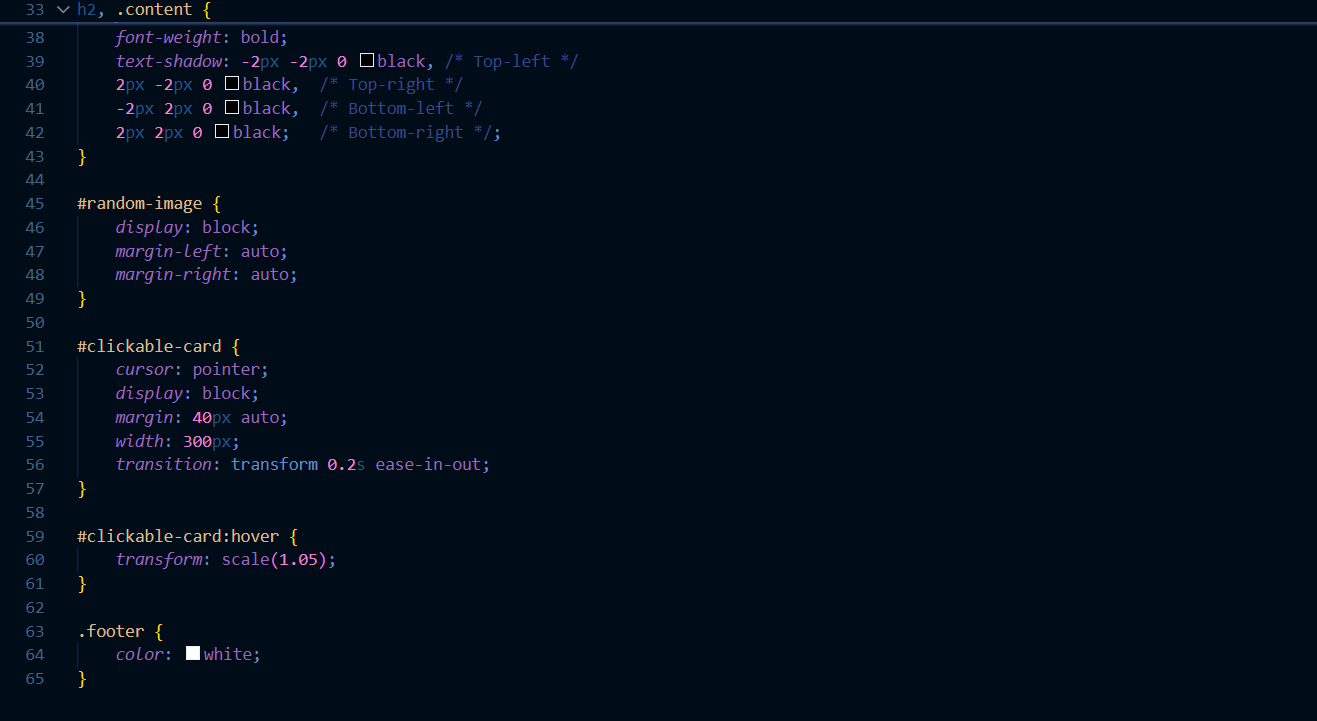 33 h2, .content {
38 font-weight: bold;
39 text-shadow: -2px -2px 0 black, /* Top-left */
40 2px -2px 0 black, /* Top-right */
41 -2px 2px 0 black, /* Bottom-left */
42 2px 2px 0 black; /* Bottom-right */;
43 }
44
45 #random-image {
46 display: block;
47 margin-left: auto;
48 margin-right: auto;
49 }
50
51 #clickable-card {
52 cursor: pointer;
53 display: block;
54 margin: 40px auto;
55 width: 300px;
56 transition: transform 0.2s ease-in-out;
57 }
58
59 #clickable-card:hover {
60 transform: scale(1.05);
61 }
62
63 .footer {
64 color: white;
65 }